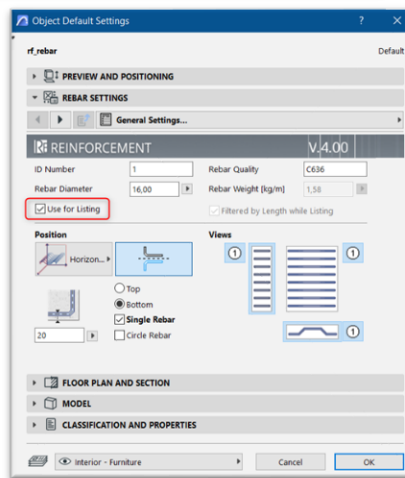 Object Default Settings ? ×
rf_rebar Default
PREVIEW AND POSITIONING
REBAR SETTINGS
General Settings...
REINFORCEMENT V.4.00
ID Number 1 Rebar Quality C636
Rebar Diameter 16,00 Rebar Weight [kg/m] 1,58
Use for Listing Filtered by Length while Listing
Position Views
Horizon... 1 1
Top
Bottom
Single Rebar
20 Circle Rebar 1
FLOOR PLAN AND SECTION
MODEL
CLASSIFICATION AND PROPERTIES
Interior - Furniture Cancel OK